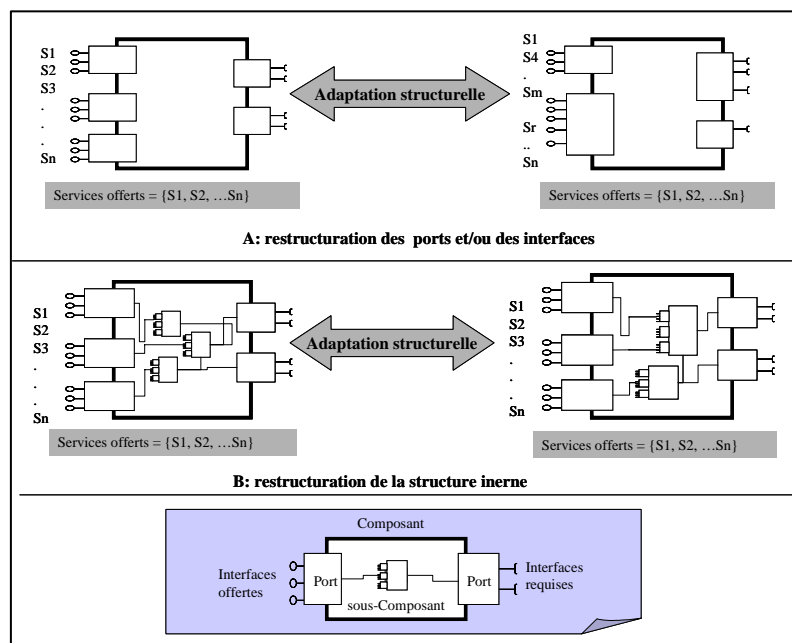 S1
S2
S3
.
.
.
Sn
Adaptation structurelle
S1
S4
.
Sm
Sr
..
Sn
Services offerts = {S1, S2, …Sn}
Services offerts = {S1, S2, …Sn}
A: restructuration des ports et/ou des interfaces
S1
S2
S3
.
.
.
Sn
Adaptation structurelle
S1
S2
S3
.
.
.
Sn
Services offerts = {S1, S2, …Sn}
Services offerts = {S1, S2, …Sn}
B: restructuration de la structure inerne
Composant
Interfaces
offertes
Port
sous-Composant
Port
Interfaces
requises